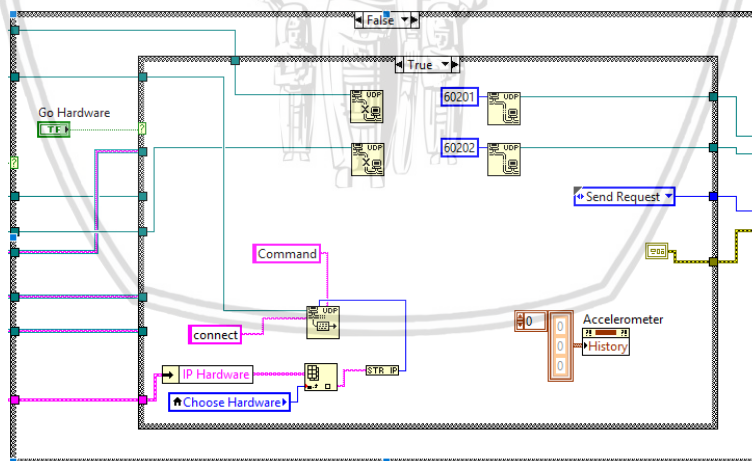 False
True
Go Hardware
TF
UDP
60201
UDP
UDP
60202
UDP
Send Request
Command
UDP
connect
IP Hardware
STR IP
Choose Hardware
0
0
0
0
Accelerometer
History